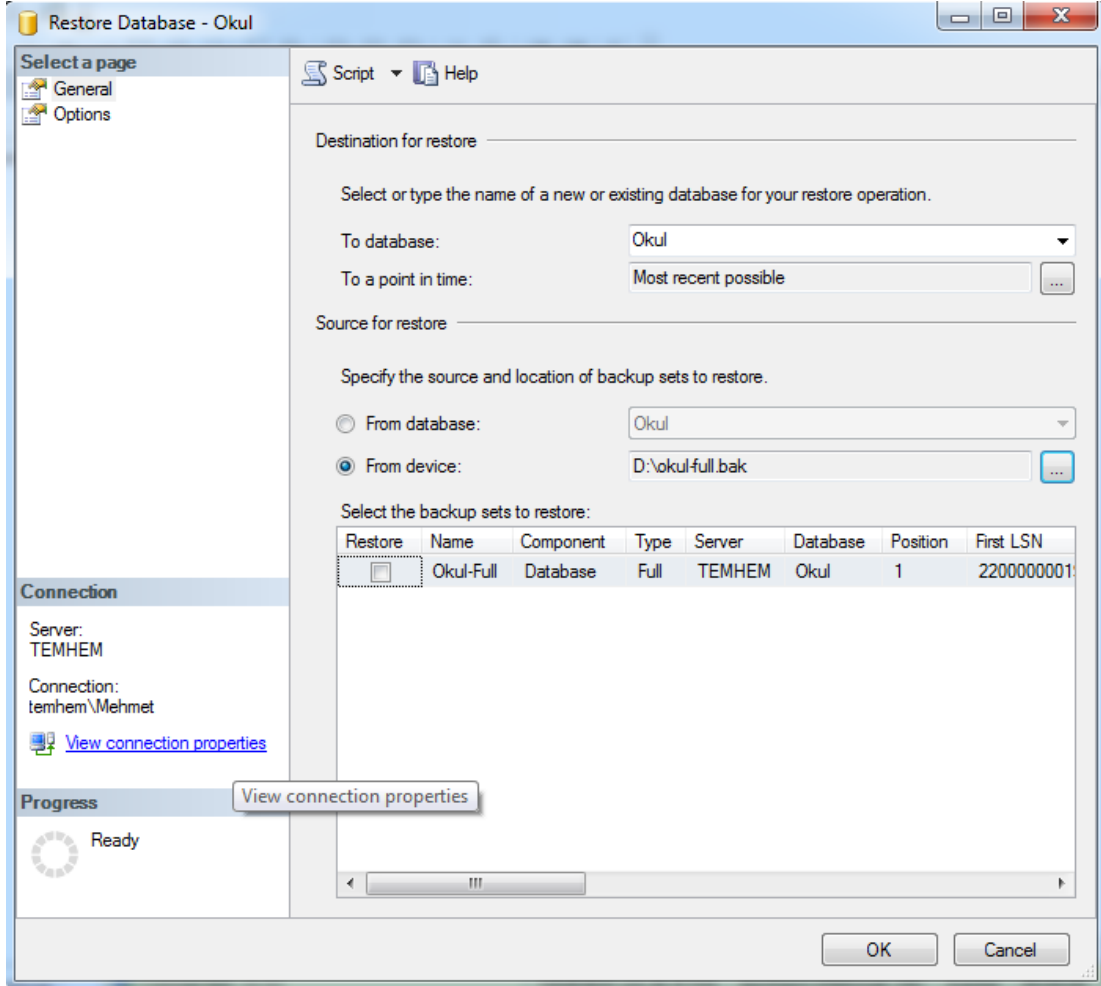 Restore Database - Okul
Select a page
General
Options
Script Help
Destination for restore
Select or type the name of a new or existing database for your restore operation.
To database: Okul
To a point in time: Most recent possible ...
Source for restore
Specify the source and location of backup sets to restore.
From database: Okul
From device: D:\okul-full.bak ...
Select the backup sets to restore:
Restore Name Component Type Server Database Position First LSN
Okul-Full Database Full TEMHEM Okul 1 2200000001
Connection
Server:
TEMHEM
Connection:
temhem\Mehmet
View connection properties
View connection properties
Progress
Ready
OK Cancel